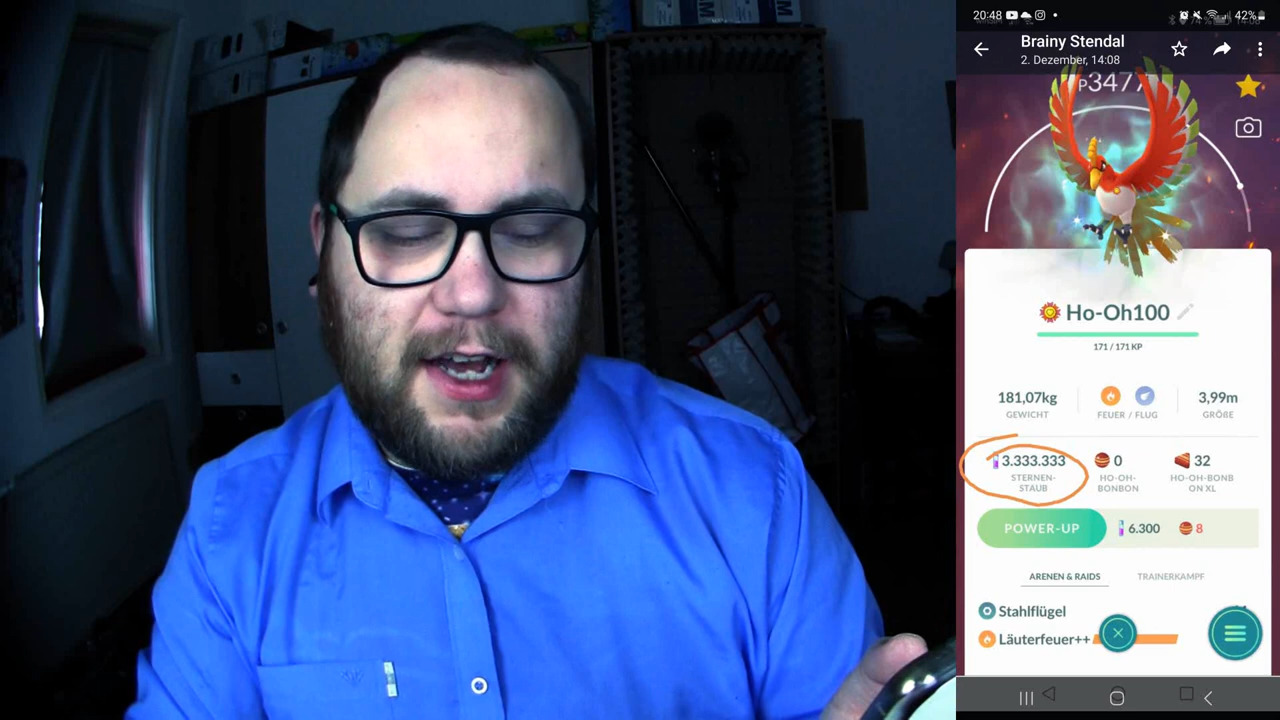 20:48
42%
Brainy Stendal
2. Dezember, 14:08
P3477
Ho-Oh100
171 / 171 KP
181,07kg
GEWICHT
FEUER / FLUG
3,99m
GRÖßE
3.333.333
STERNEN-
STAUB
0
HO-OH-
BONBON
32
HO-OH-BONB
ON XL
POWER-UP
6.300
8
ARENEN & RAIDS
TRAINERKAMPF
Stahlflügel
Läuterfeuer++